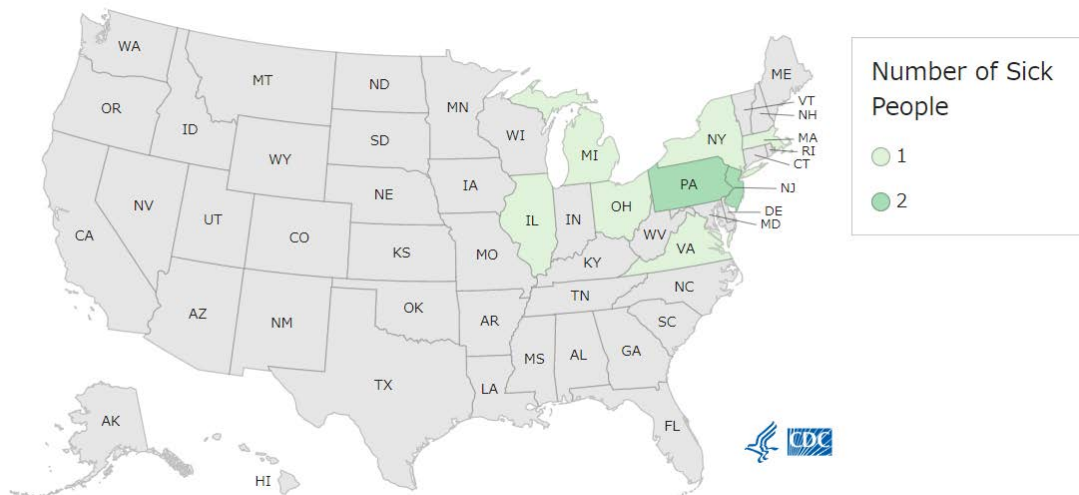 WA
MT
ND
MN
ME
OR
ID
SD
WI
WY
MI
NY
VT
NH
MA
RI
CT
NE
IA
PA
NJ
NV
UT
CO
IL
IN
OH
DE
MD
CA
KS
MO
WV
VA
KY
AZ
NM
OK
AR
TN
NC
SC
TX
LA
MS
AL
GA
FL
AK
HI
CDC
Number of Sick
People
1
2